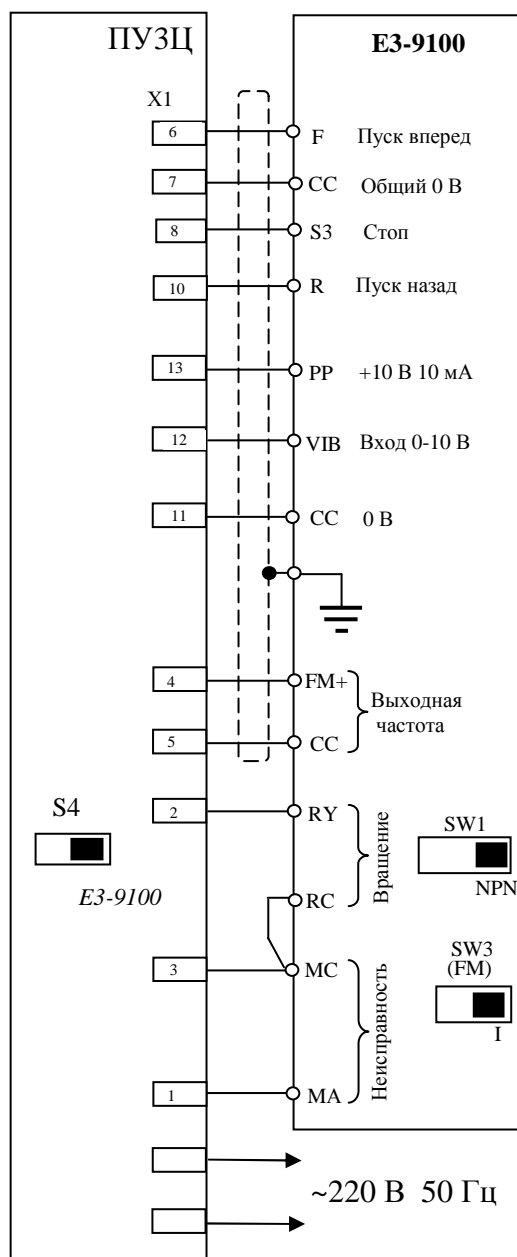 ПУЗЦ
Е3-9100
X1
6 F Пуск вперед
7 CC Общий 0 В
8 S3 Стоп
10 R Пуск назад
13 PP +10 В 10 мА
12 VIB Вход 0-10 В
11 CC 0 В
4 FM+
Выходная
частота
5 CC
S4
2 RY
SW1
NPN
Вращение
Е3-9100
RC
SW3
(FM)
3 MC
I
Неисправность
1 MA
~220 В 50 Гц